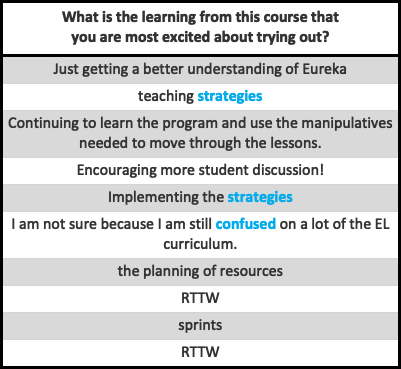 What is the learning from this course that
you are most excited about trying out?
Just getting a better understanding of Eureka
teaching strategies
Continuing to learn the program and use the manipulatives
needed to move through the lessons.
Encouraging more student discussion!
Implementing the strategies
I am not sure because I am still confused on a lot of the EL
curriculum.
the planning of resources
RTTW
sprints
RTTW